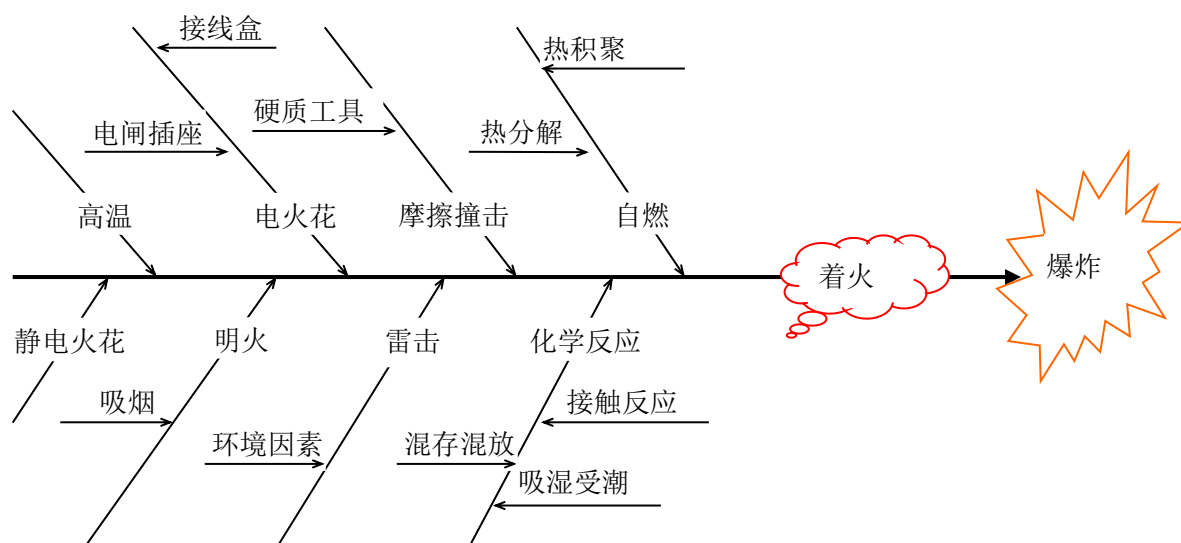 接线盒
热积聚
硬质工具
电闸插座
热分解
高温
电火花
摩擦撞击
自燃
着火
爆炸
静电火花
明火
雷击
化学反应
吸烟
接触反应
环境因素
混存混放
吸湿受潮